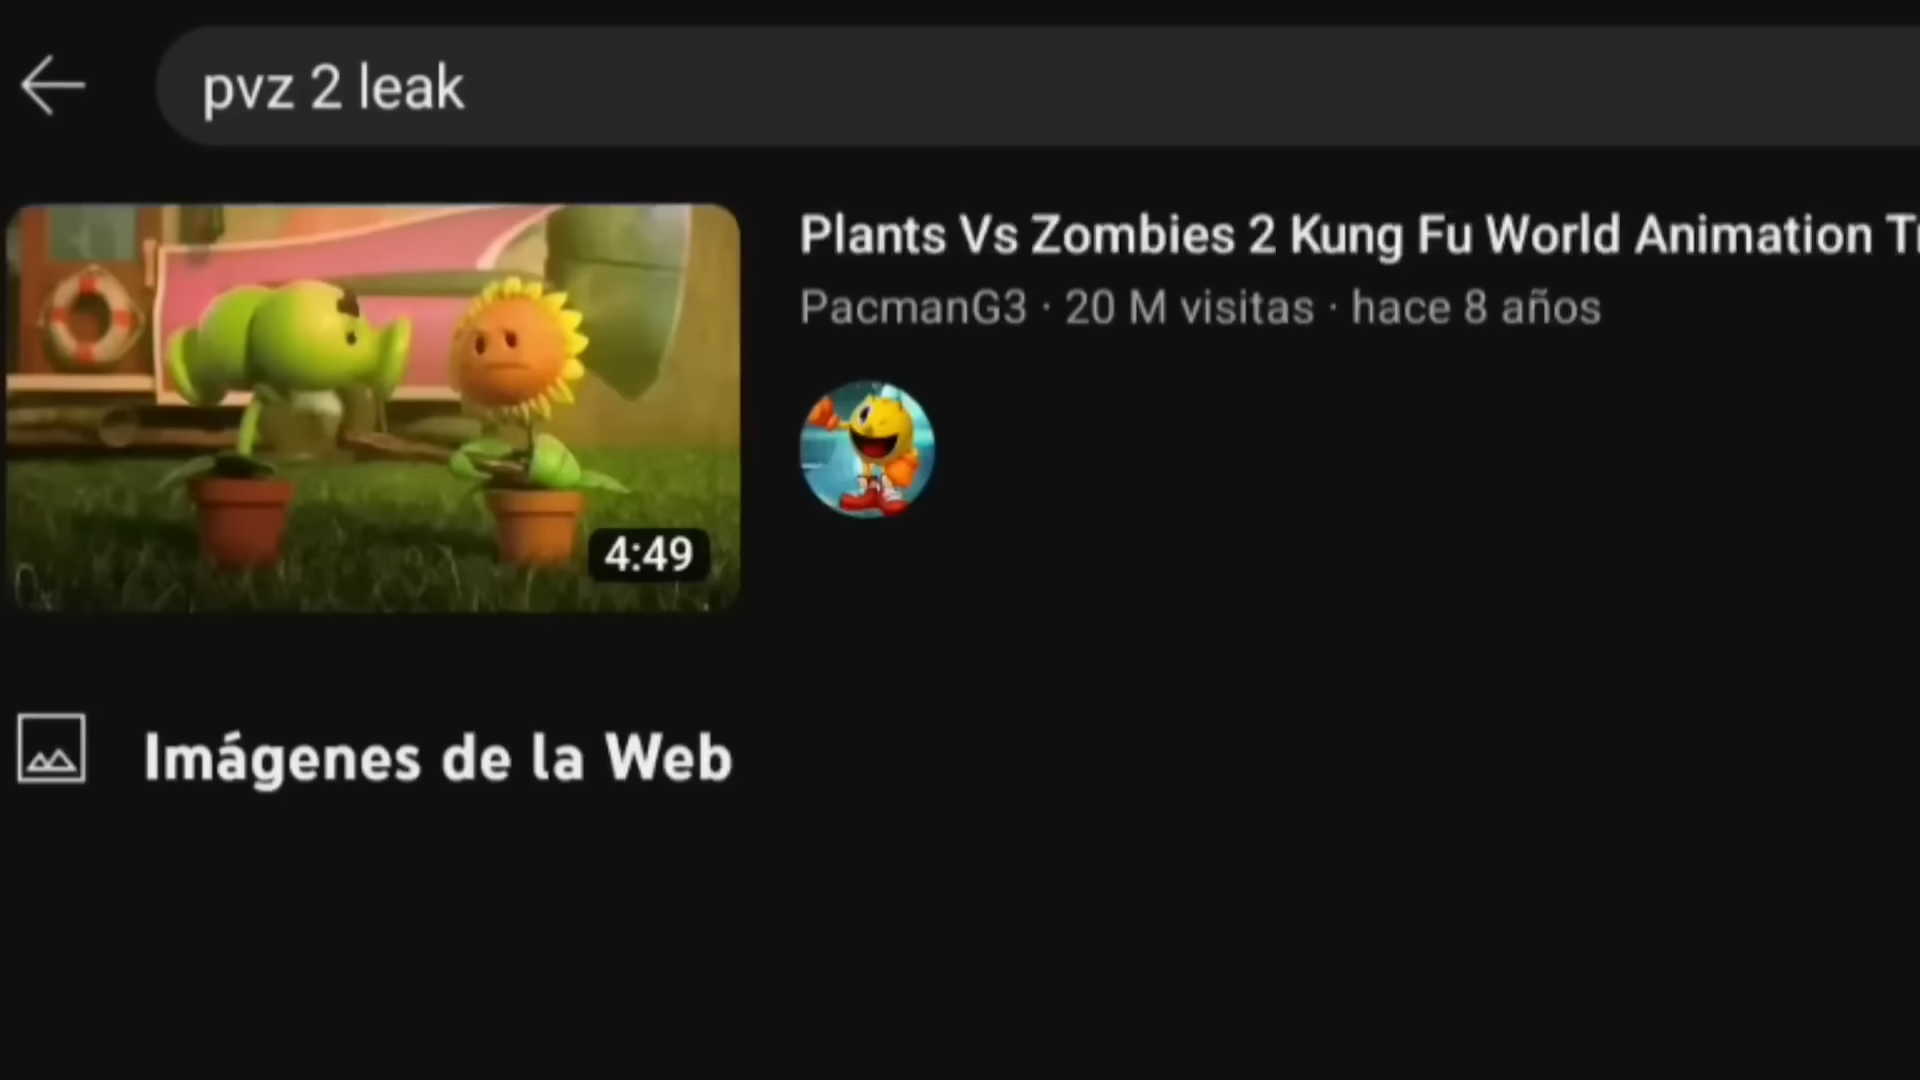 pvz 2 leak
Plants Vs Zombies 2 Kung Fu World Animation
PacmanG3 · 20 M visitas · hace 8 años
4:49
Imágenes de la Web